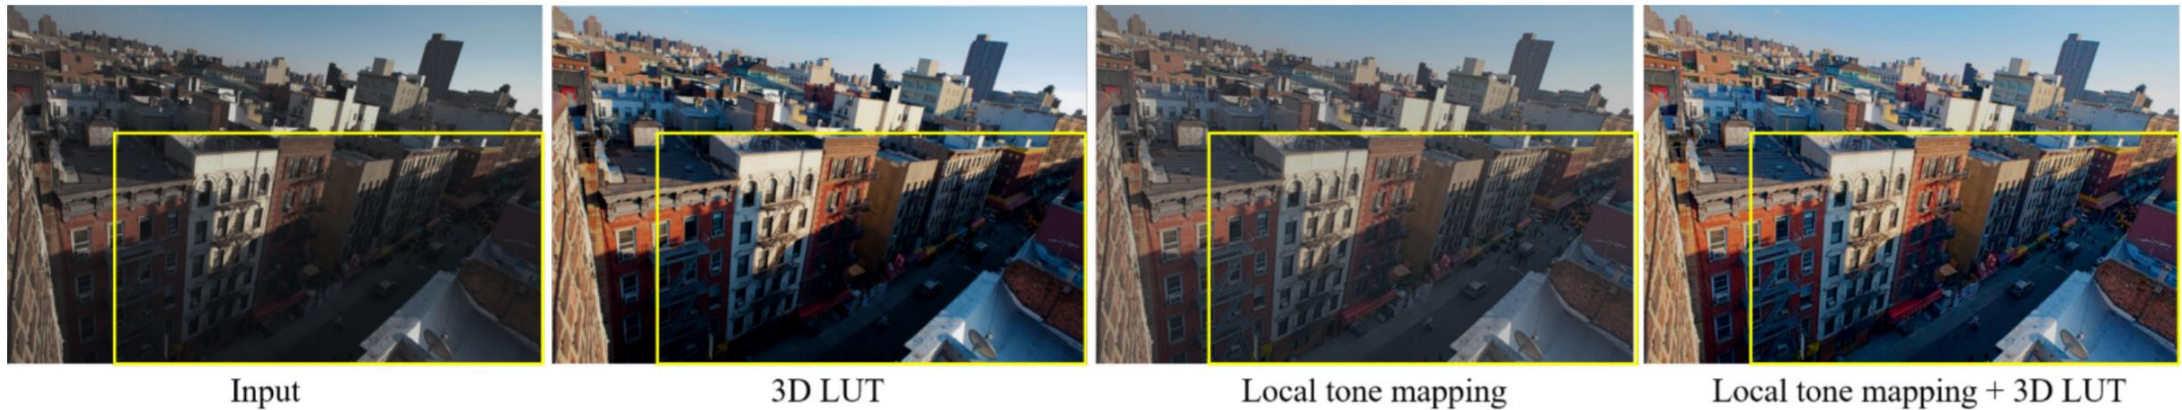 Input
3D LUT
Local tone mapping
Local tone mapping + 3D LUT